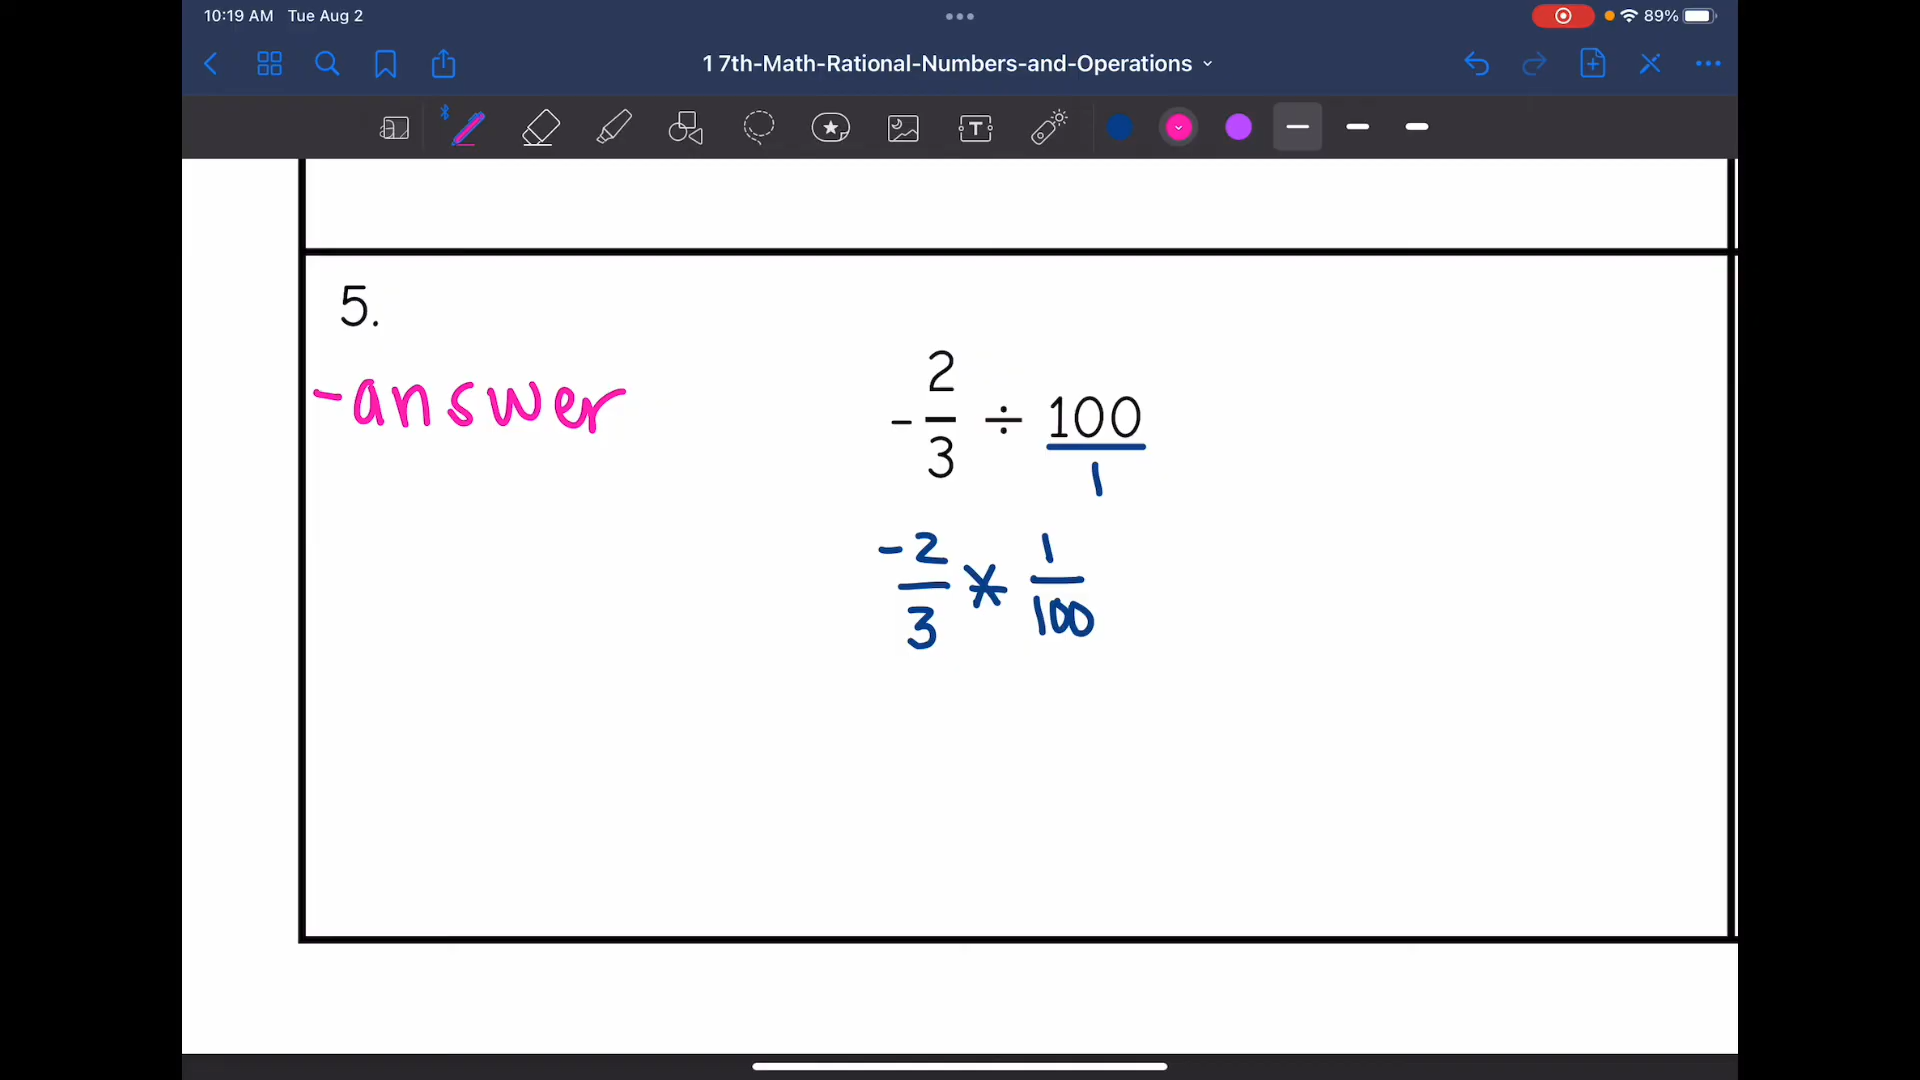 10:19 AM Tue Aug 2
89%
1 7th-Math-Rational-Numbers-and-Operations
T
5.
-answer
- 2/3 ÷ 100/1
-2/3 * 1/100